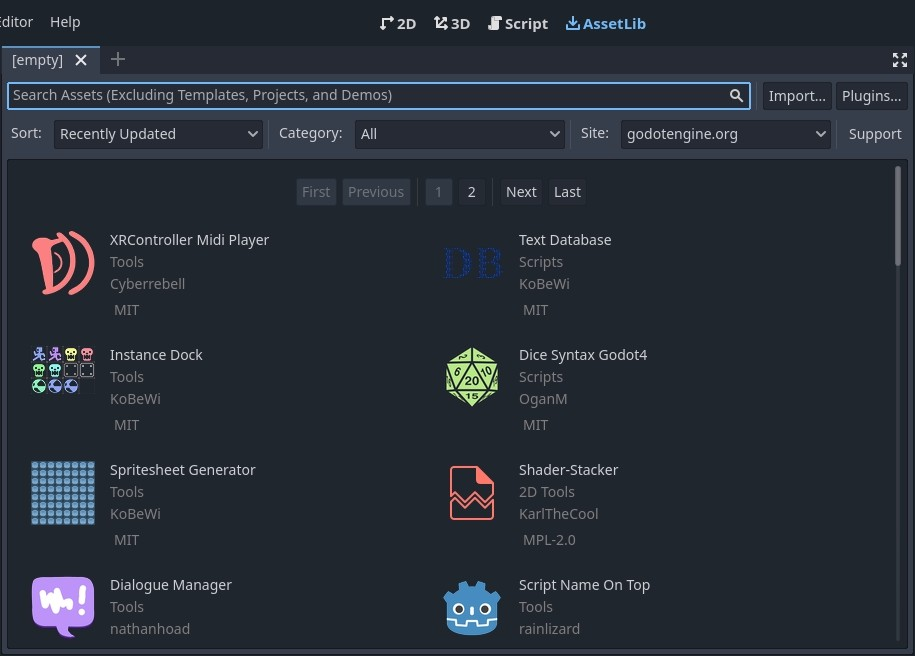 Editor Help 2D 3D Script AssetLib
[empty]
Search Assets (Excluding Templates, Projects, and Demos) Import... Plugins...
Sort: Recently Updated Category: All Site: godotengine.org Support
First Previous 1 2 Next Last
XRController Midi Player
Tools
Cyberrebell
MIT
DB
Text Database
Scripts
KoBeWi
MIT
Instance Dock
Tools
KoBeWi
MIT
2
6 20 10
15
Dice Syntax Godot4
Scripts
OganM
MIT
Spritesheet Generator
Tools
KoBeWi
MIT
Shader-Stacker
2D Tools
KarlTheCool
MPL-2.0
Dialogue Manager
Tools
nathanhoad
Script Name On Top
Tools
rainlizard